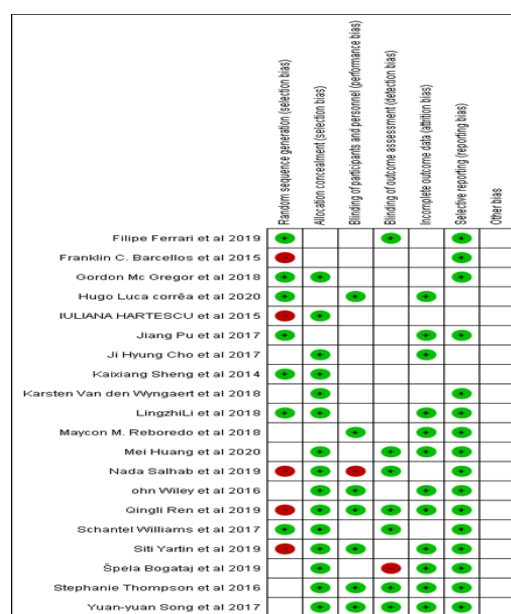 Random sequence generation (selection bias)
Allocation concealment (selection bias)
Blinding of participants and personnel (performance bias)
Blinding of outcome assessment (detection bias)
Incomplete outcome data (attrition bias)
Selective reporting (reporting bias)
Other bias
Filipe Ferrari et al 2019
Franklin C. Barcellos et al 2015
Gordon Mc Gregor et al 2018
Hugo Luca corrêa et al 2020
IULIANA HARTESCU et al 2015
Jiang Pu et al 2017
Ji Hyung Cho et al 2017
Kaixiang Sheng et al 2014
Karsten Van den Wyngaert et al 2018
LingzhiLi et al 2018
Maycon M. Reboredo et al 2018
Mei Huang et al 2020
Nada Salhab et al 2019
ohn Wiley et al 2016
Qingli Ren et al 2019
Schantel Williams et al 2017
Siti Yartin et al 2019
Špela Bogataj et al 2019
Stephanie Thompson et al 2016
Yuan-yuan Song et al 2017